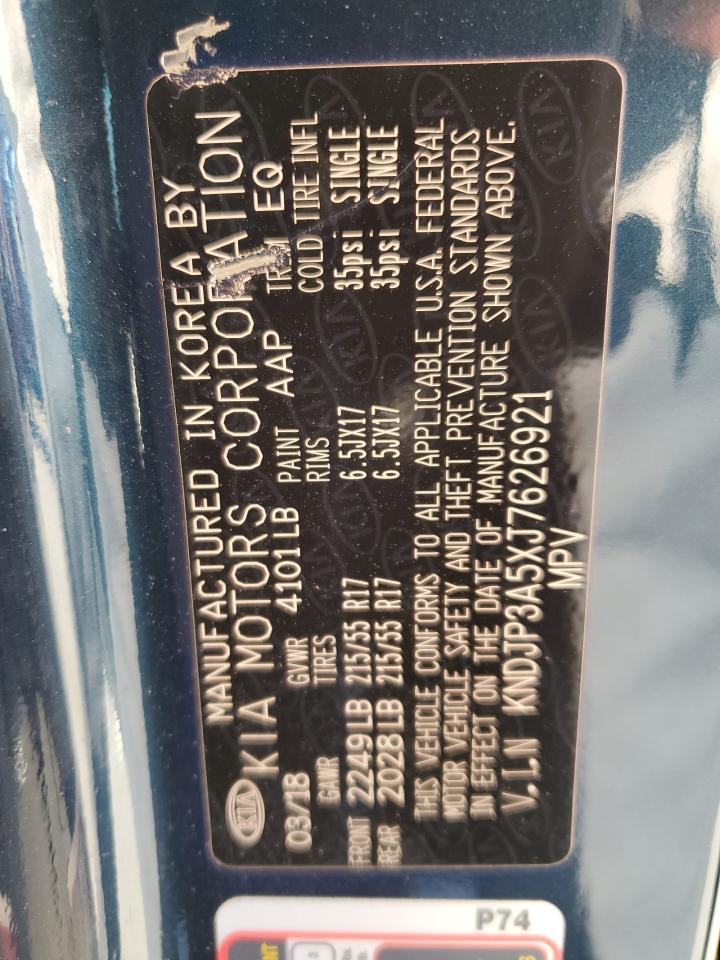 MANUFACTURED IN KOREA BY
KIA KIA MOTORS CORPORATION
03/18 GVWR 4101LB PAINT AAP TRIM EQ
GAWR TIRES RIMS COLD TIRE INFL
FRONT 2249LB 215/55 R17 6.5JX17 35psi SINGLE
REAR 2028LB 215/55 R17 6.5JX17 35psi SINGLE
THIS VEHICLE CONFORMS TO ALL APPLICABLE U.S.A. FEDERAL
MOTOR VEHICLE SAFETY AND THEFT PREVENTION STANDARDS
IN EFFECT ON THE DATE OF MANUFACTURE SHOWN ABOVE.
V.I.N KNDJP3A5XJ7626921
MPV
P74